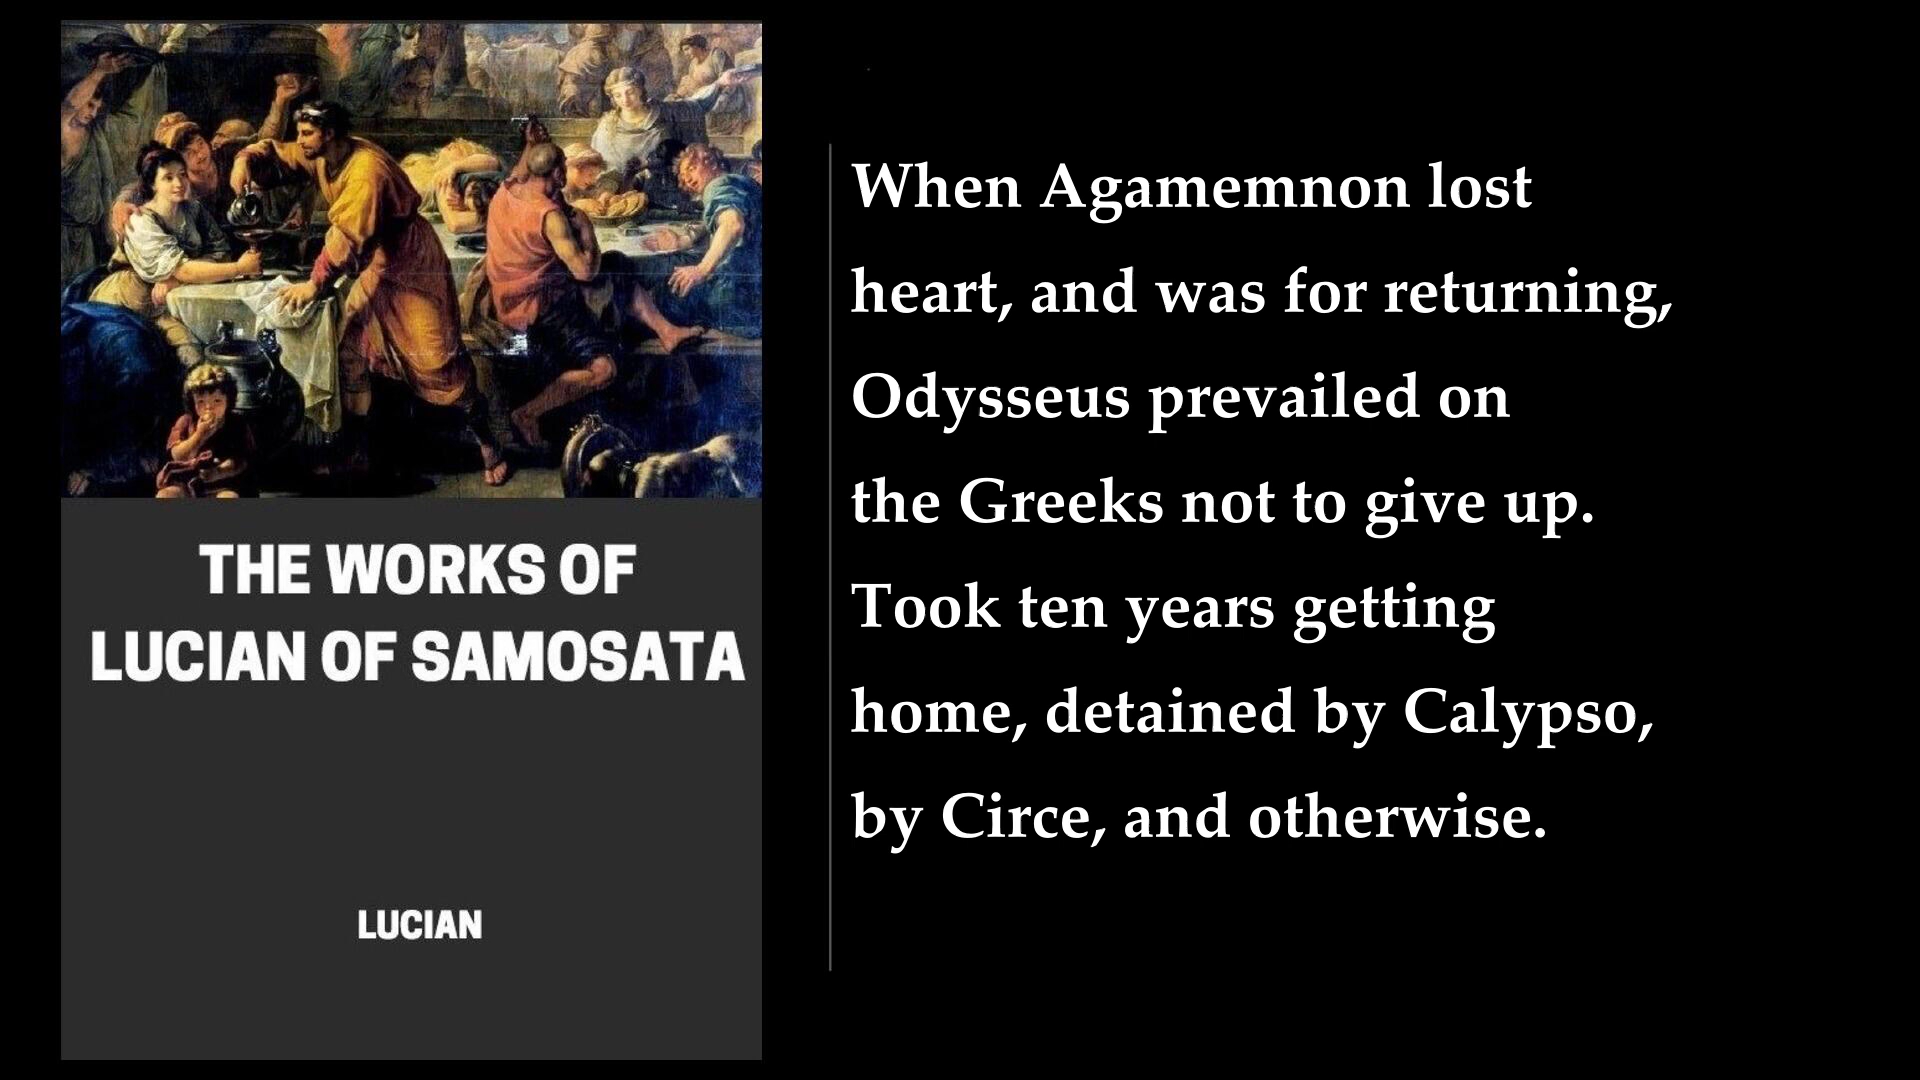 THE WORKS OF
LUCIAN OF SAMOSATA
LUCIAN
When Agamemnon lost
heart, and was for returning,
Odysseus prevailed on
the Greeks not to give up.
Took ten years getting
home, detained by Calypso,
by Circe, and otherwise.